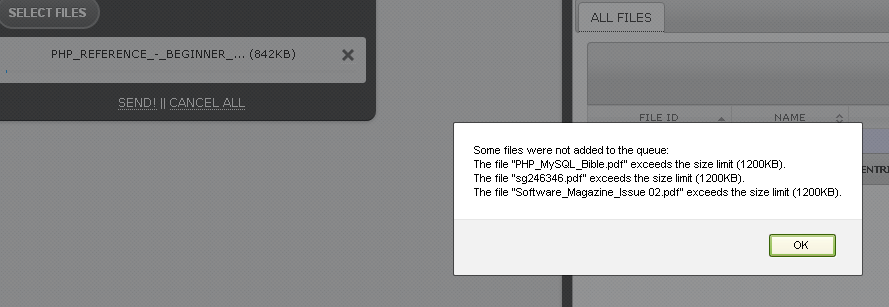 SELECT FILES
PHP_REFERENCE_-_BEGINNER_... (842KB)
SEND! || CANCEL ALL
ALL FILES
FILE ID
NAME
ENTRI
Some files were not added to the queue:
The file "PHP_MySQL_Bible.pdf" exceeds the size limit (1200KB).
The file "sg246346.pdf" exceeds the size limit (1200KB).
The file "Software_Magazine_Issue 02.pdf" exceeds the size limit (1200KB).
OK